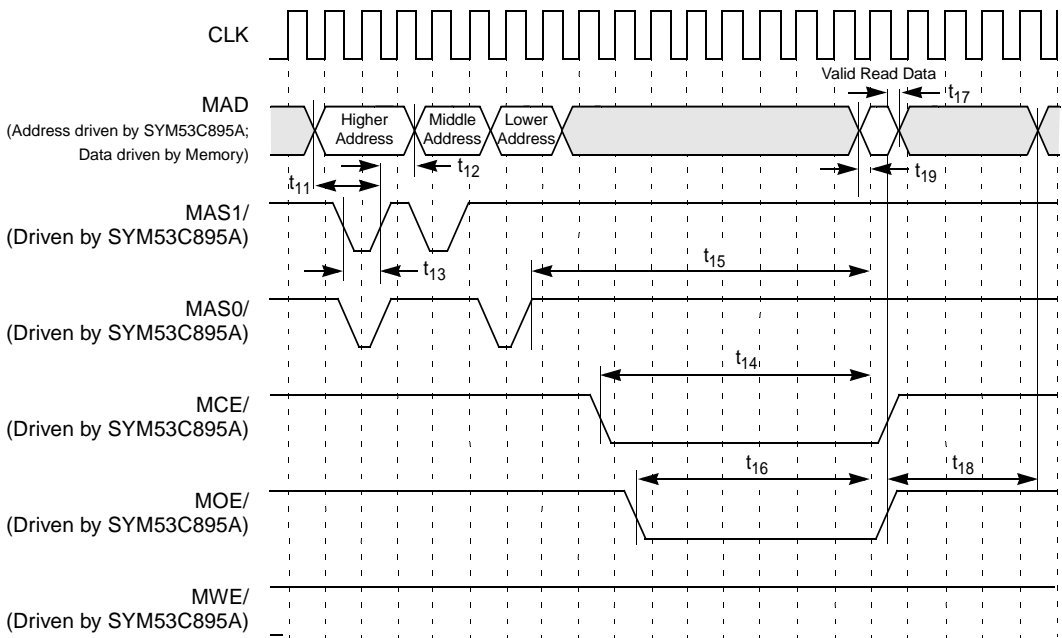 CLK
Valid Read Data
MAD
(Address driven by SYM53C895A;
Data driven by Memory)
Higher
Address
Middle
Address
Lower
Address
t17
t12
t19
t11
MAS1/
(Driven by SYM53C895A)
t13
t15
MAS0/
(Driven by SYM53C895A)
t14
MCE/
(Driven by SYM53C895A)
t16
t18
MOE/
(Driven by SYM53C895A)
MWE/
(Driven by SYM53C895A)